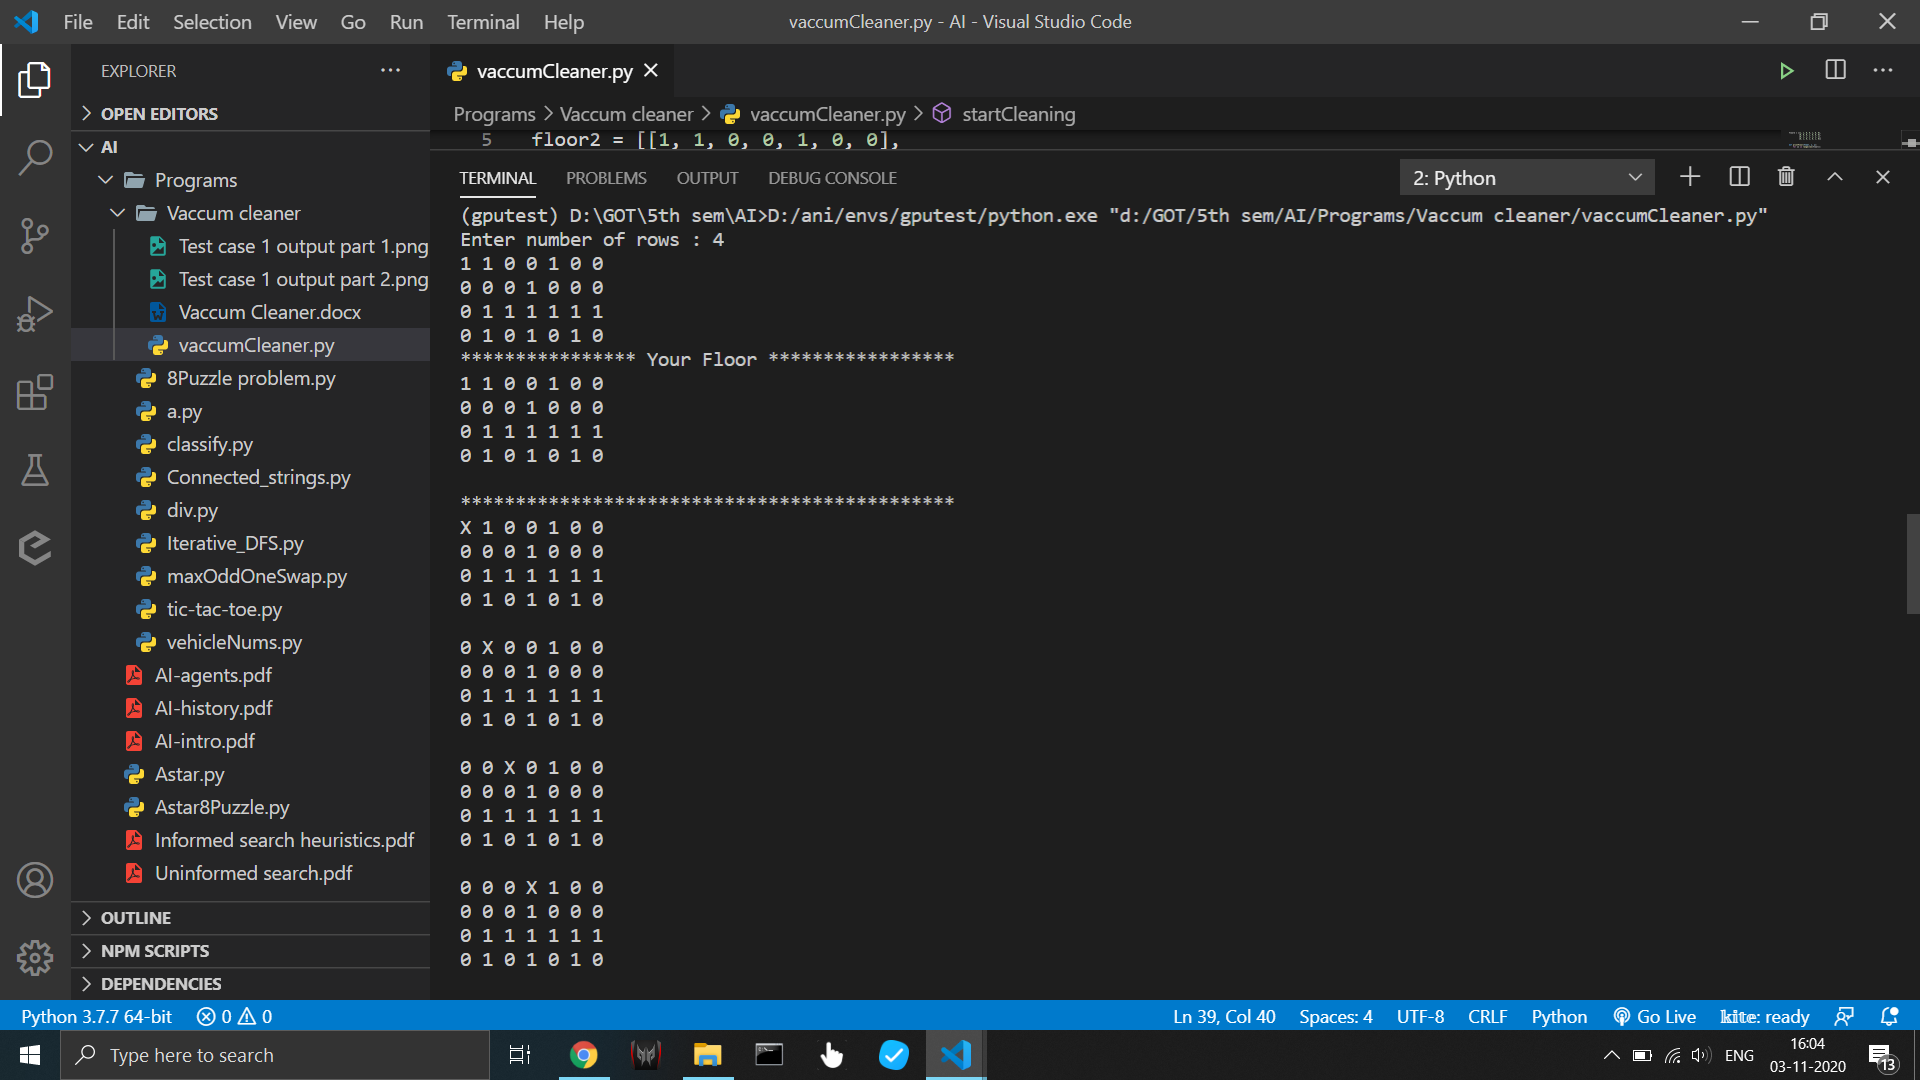 File Edit Selection View Go Run Terminal Help
vaccumCleaner.py - AI - Visual Studio Code
EXPLORER
OPEN EDITORS
AI
Programs
Vaccum cleaner
Test case 1 output part 1.png
Test case 1 output part 2.png
Vaccum Cleaner.docx
vaccumCleaner.py
8Puzzle problem.py
a.py
classify.py
Connected_strings.py
div.py
Iterative_DFS.py
maxOddOneSwap.py
tic-tac-toe.py
vehicleNums.py
AI-agents.pdf
AI-history.pdf
AI-intro.pdf
Astar.py
Astar8Puzzle.py
Informed search heuristics.pdf
Uninformed search.pdf
OUTLINE
NPM SCRIPTS
DEPENDENCIES
vaccumCleaner.py
Programs > Vaccum cleaner > vaccumCleaner.py > startCleaning
5 floor2 = [[1, 1, 0, 0, 1, 0, 0],
TERMINAL PROBLEMS OUTPUT DEBUG CONSOLE
2: Python
(gputest) D:\GOT\5th sem\AI>D:/ani/envs/gputest/python.exe "d:/GOT/5th sem/AI/Programs/Vaccum cleaner/vaccumCleaner.py"
Enter number of rows : 4
1 1 0 0 1 0 0
0 0 0 1 0 0 0
0 1 1 1 1 1 1
0 1 0 1 0 1 0
**************** Your Floor *****************
1 1 0 0 1 0 0
0 0 0 1 0 0 0
0 1 1 1 1 1 1
0 1 0 1 0 1 0
*********************************************
X 1 0 0 1 0 0
0 0 0 1 0 0 0
0 1 1 1 1 1 1
0 1 0 1 0 1 0
0 X 0 0 1 0 0
0 0 0 1 0 0 0
0 1 1 1 1 1 1
0 1 0 1 0 1 0
0 0 X 0 1 0 0
0 0 0 1 0 0 0
0 1 1 1 1 1 1
0 1 0 1 0 1 0
0 0 0 X 1 0 0
0 0 0 1 0 0 0
0 1 1 1 1 1 1
0 1 0 1 0 1 0
Python 3.7.7 64-bit 0 0
Ln 39, Col 40 Spaces: 4 UTF-8 CRLF Python Go Live kite: ready
Type here to search
ENG
16:04
03-11-2020
13